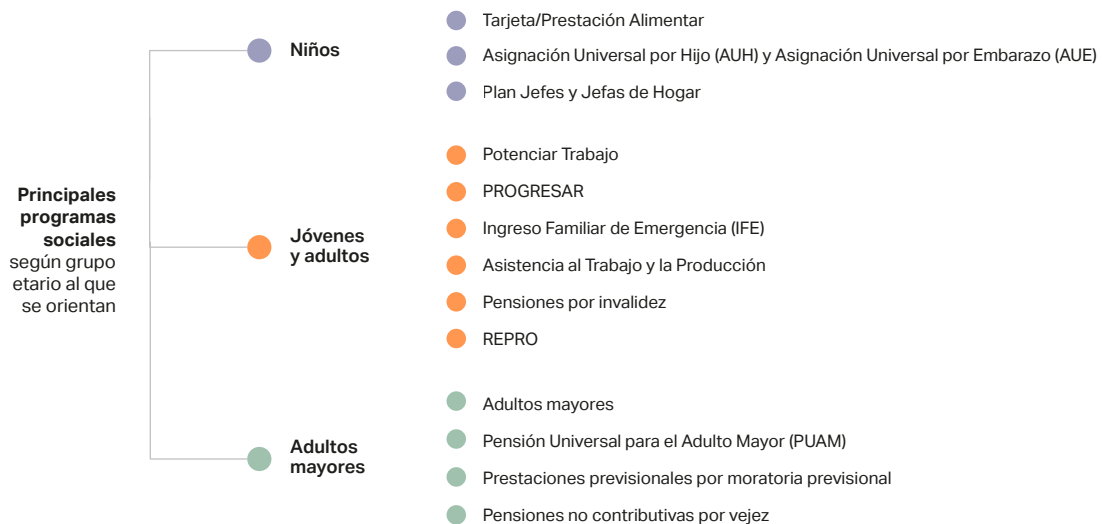 Principales
programas
sociales
según grupo
etario al que
se orientan
Niños
Tarjeta/Prestación Alimentar
Asignación Universal por Hijo (AUH) y Asignación Universal por Embarazo (AUE)
Plan Jefes y Jefas de Hogar
Jóvenes
y adultos
Potenciar Trabajo
PROGRESAR
Ingreso Familiar de Emergencia (IFE)
Asistencia al Trabajo y la Producción
Pensiones por invalidez
REPRO
Adultos
mayores
Adultos mayores
Pensión Universal para el Adulto Mayor (PUAM)
Prestaciones previsionales por moratoria previsional
Pensiones no contributivas por vejez